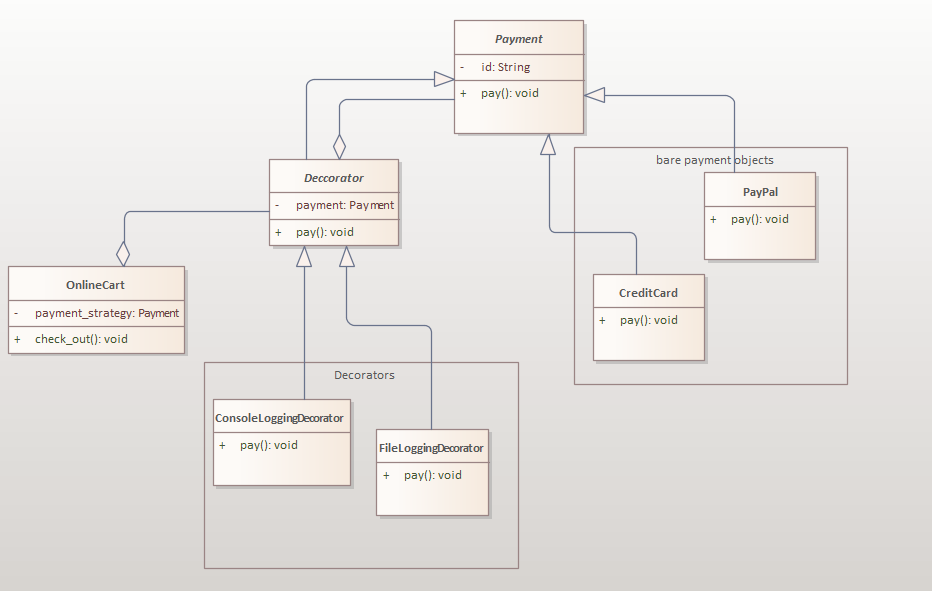 Payment
- id: String
+ pay(): void
bare payment objects
Deccorator
- payment: Payment
+ pay(): void
PayPal
+ pay(): void
OnlineCart
- payment_strategy: Payment
+ check_out(): void
CreditCard
+ pay(): void
Decorators
ConsoleLoggingDecorator
+ pay(): void
FileLoggingDecorator
+ pay(): void